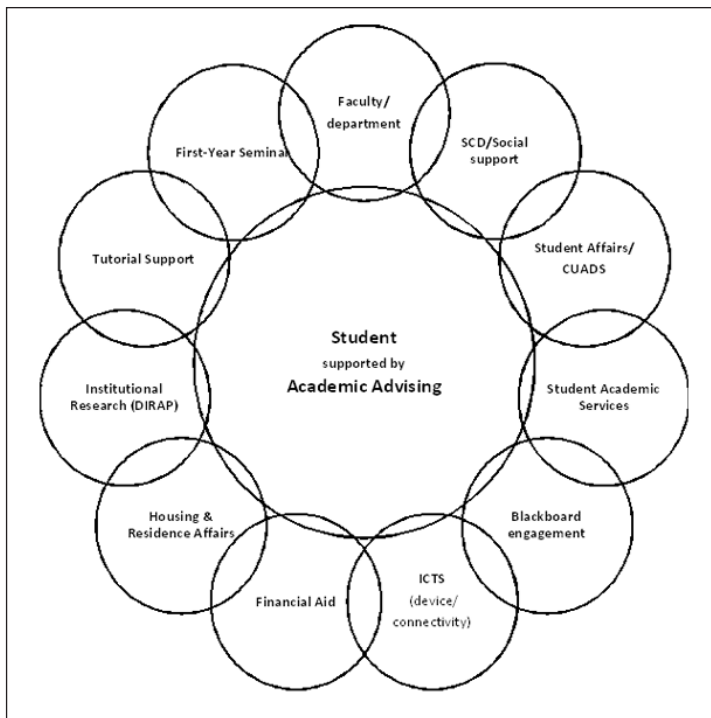 Faculty/
department
SCD/Social
support
Student Affairs/
CUADS
Student Academic
Services
Blackboard
engagement
ICTS
(device/
connectivity)
Financial Aid
Housing &
Residence Affairs
Institutional
Research (DIRAP)
Tutorial Support
First-Year Seminar
Student
supported by
Academic Advising